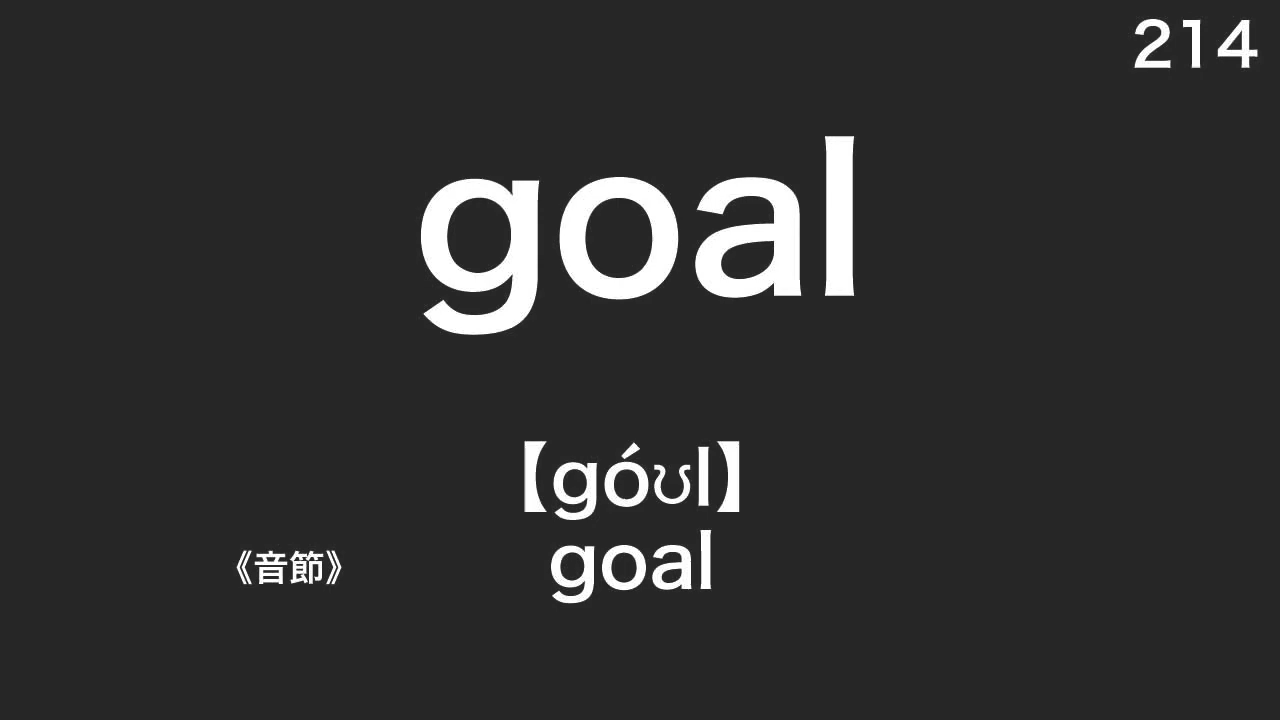 214
goal
【góʊl】
《音節》 goal